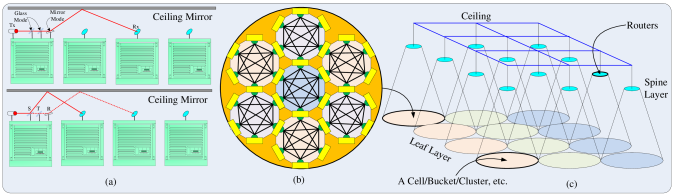 Glass
Mode
Mirror
Mode
Ceiling Mirror
Tx
Rx
Ceiling Mirror
S
T
R
(a)
(b)
Ceiling
Routers
Spine
Layer
Leaf Layer
A Cell/Bucket/Cluster, etc.
(c)